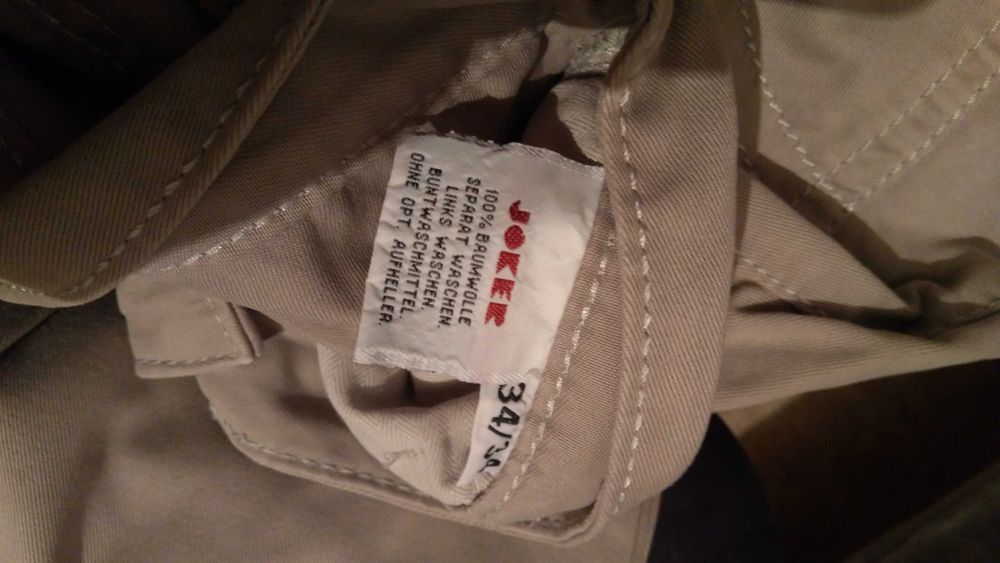 JOKER
100% BAUMWOLLE
SEPARAT WASCHEN
LINKS WASCHEN.
BUNTWASCHMITTEL
OHNE OPT. AUFHELLER.